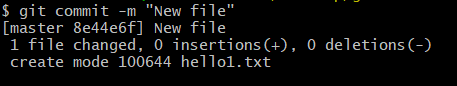 $ git commit -m "New file"
[master 8e44e6f] New file
 1 file changed, 0 insertions(+), 0 deletions(-)
 create mode 100644 hello1.txt